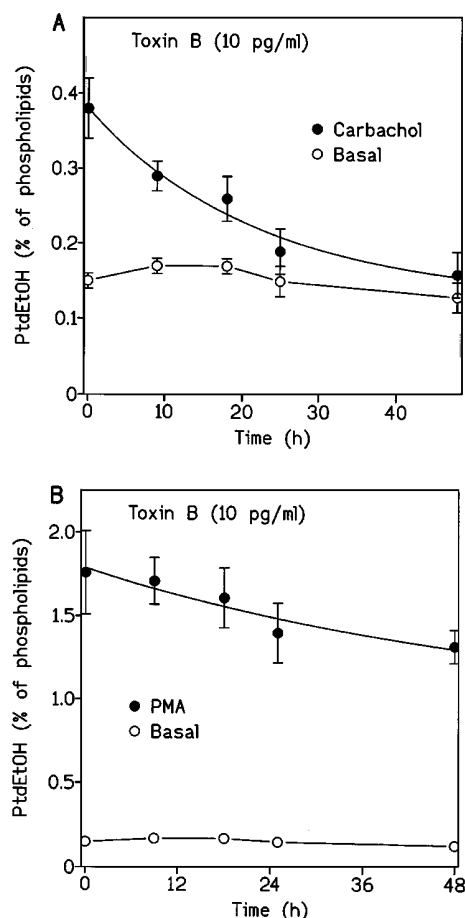 A
Toxin B (10 pg/ml)
PtdEtOH (% of phospholipids)
0.4
0.3
0.2
0.1
0
Carbachol
Basal
0 10 20 30 40
Time (h)
B
Toxin B (10 pg/ml)
PtdEtOH (% of phospholipids)
2.0
1.5
1.0
0.5
0
PMA
Basal
0 12 24 36 48
Time (h)